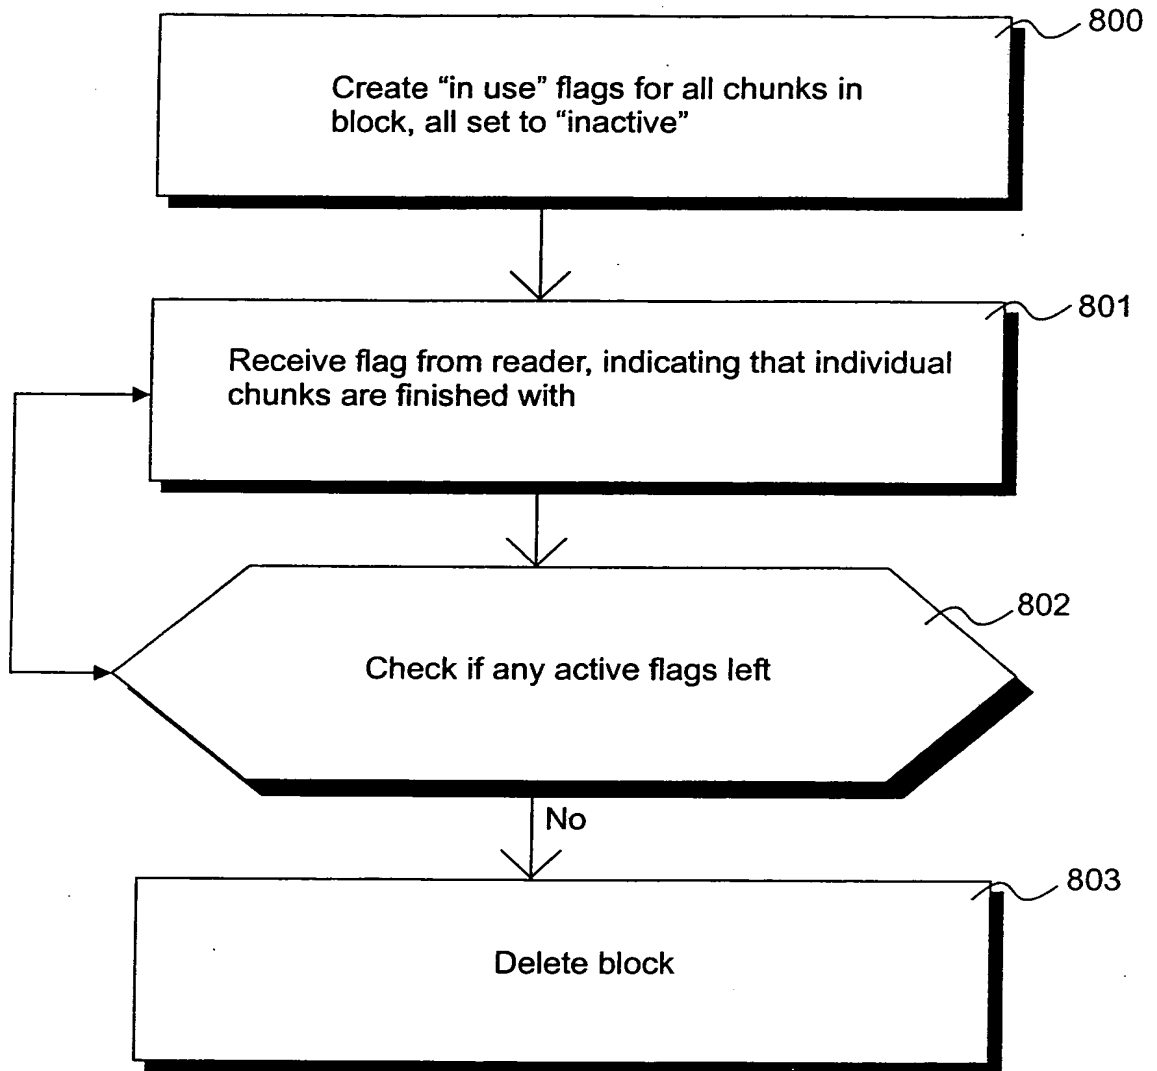 800
Create “in use” flags for all chunks in
block, all set to “inactive”
801
Receive flag from reader, indicating that individual
chunks are finished with
802
Check if any active flags left
No
803
Delete block